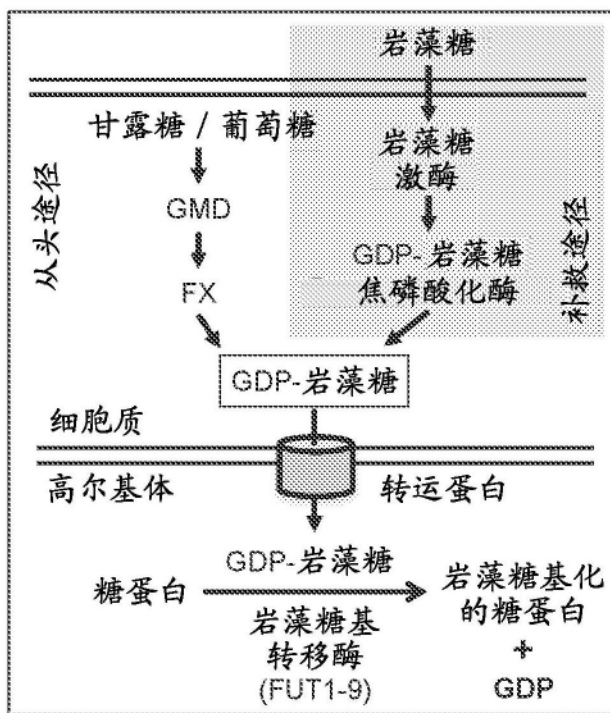 岩藻糖
甘露糖 / 葡萄糖
岩藻糖
激酶
从头途径
GMD
GDP-岩藻糖
焦磷酸化酶
补救途径
FX
GDP-岩藻糖
细胞质
高尔基体
转运蛋白
GDP-岩藻糖
糖蛋白
岩藻糖基化
的糖蛋白
岩藻糖基
转移酶
(FUT1-9)
+
GDP